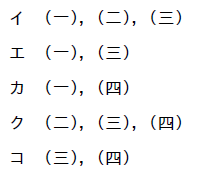 イ　(一)，(二)，(三)
エ　(一)，(三)
カ　(一)，(四)
ク　(二)，(三)，(四)
コ　(三)，(四)